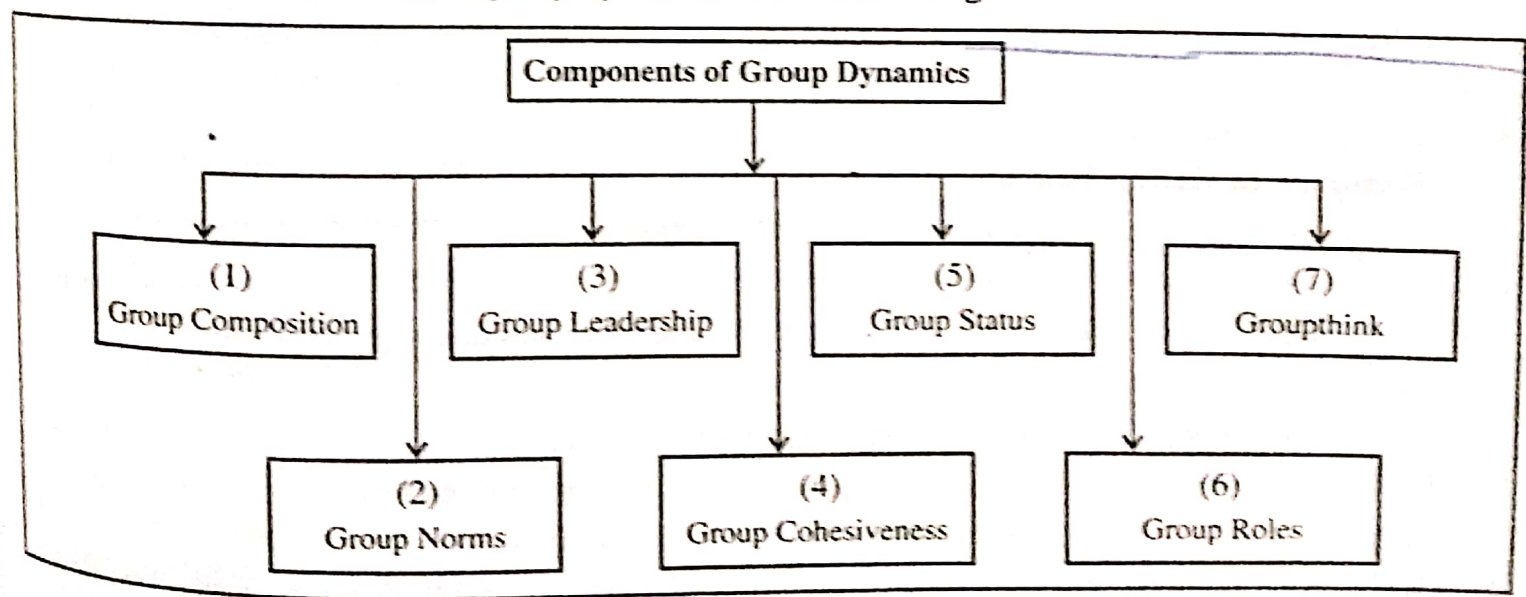 Components of Group Dynamics
(1)
Group Composition
(3)
Group Leadership
(5)
Group Status
(7)
Groupthink
(2)
Group Norms
(4)
Group Cohesiveness
(6)
Group Roles